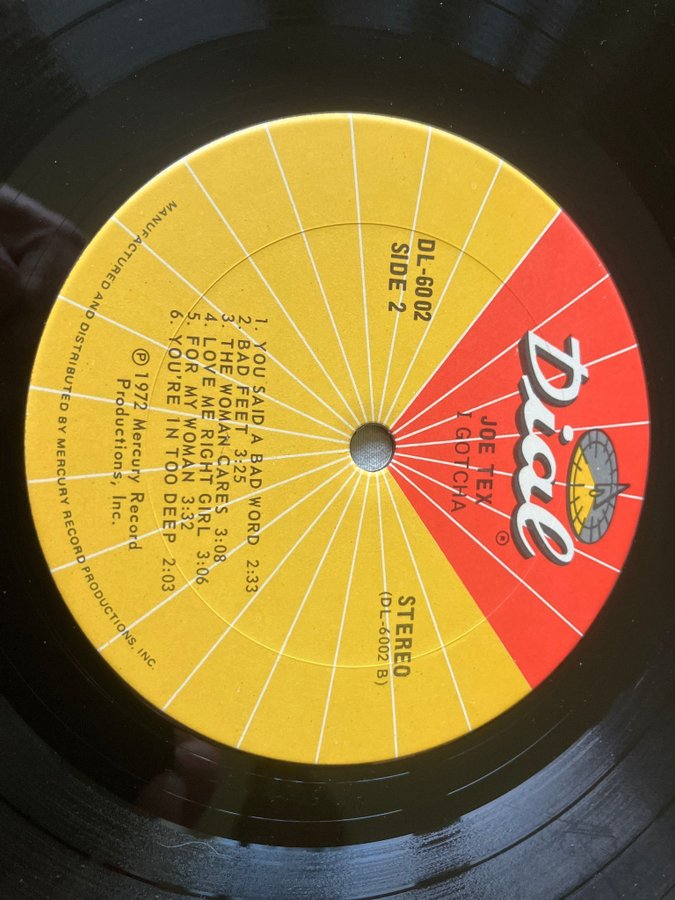 Dial®
JOE TEX
I GOTCHA
DL-6002
SIDE 2
STEREO
(DL-6002 B)
1. YOU SAID A BAD WORD 2:33
2. BAD FEET 3:25
3. THE WOMAN CARES 3:08
4. LOVE ME RIGHT GIRL 3:06
5. FOR MY WOMAN 3:32
6. YOU'RE IN TOO DEEP 2:03
Ⓟ 1972 Mercury Record
Productions, Inc.
MANUFACTURED AND DISTRIBUTED BY MERCURY RECORD PRODUCTIONS, INC.